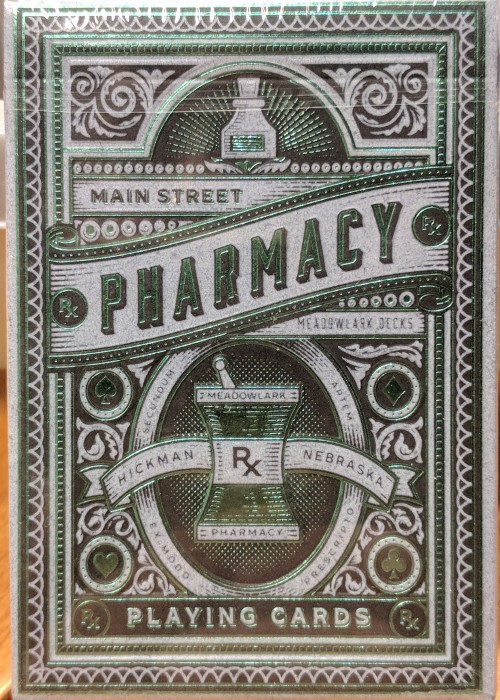 MAIN STREET
PHARMACY
Rx
Rx
MEADOWLARK DECKS
SECUNDUM
ARTEM
MEADOWLARK
HICKMAN
Rx
NEBRASKA
PHARMACY
EX MODO
PRESCRIPTO
Rx
PLAYING CARDS
Rx